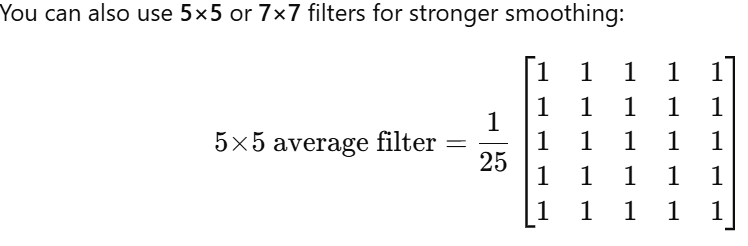 You can also use 5×5 or 7×7 filters for stronger smoothing:
1 1 1 1 1
1 1 1 1 1
5×5 average filter = 1/25 1 1 1 1 1
1 1 1 1 1
1 1 1 1 1